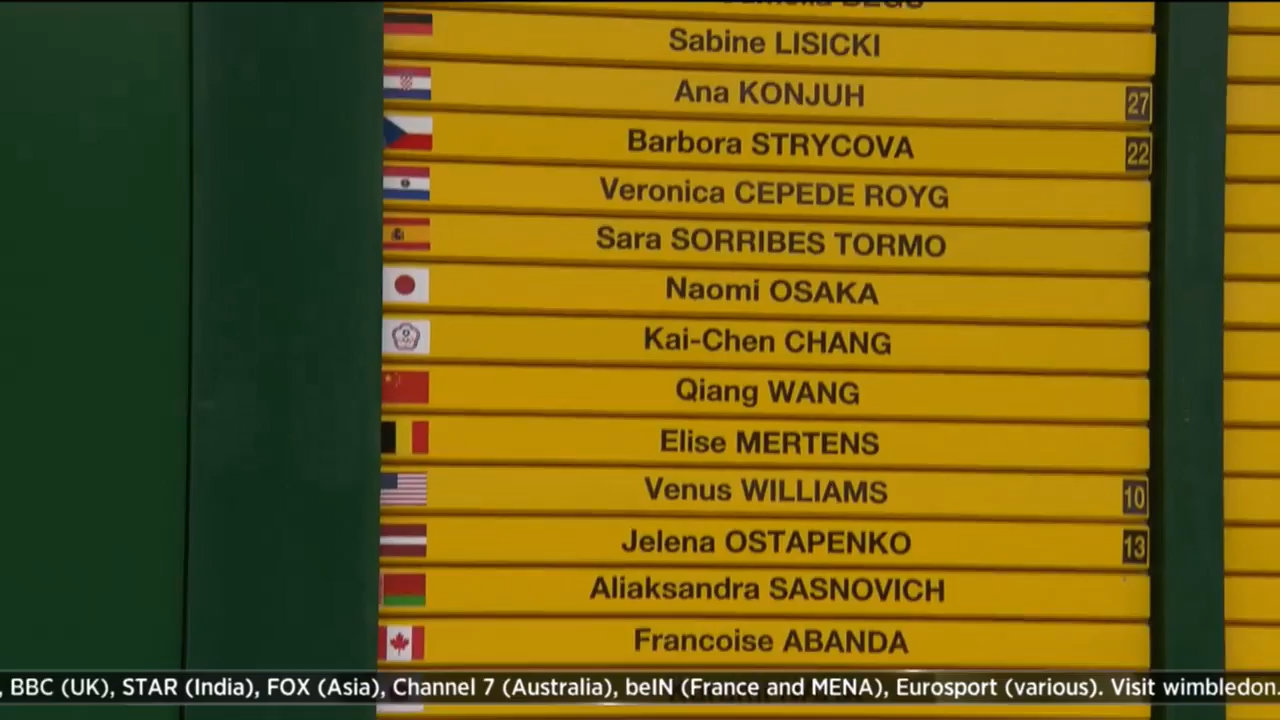 BEGU
Sabine LISICKI
Ana KONJUH 27
Barbora STRYCOVA 22
Veronica CEPEDE ROYG
Sara SORRIBES TORMO
Naomi OSAKA
Kai-Chen CHANG
Qiang WANG
Elise MERTENS
Venus WILLIAMS 10
Jelena OSTAPENKO 13
Aliaksandra SASNOVICH
Francoise ABANDA
, BBC (UK), STAR (India), FOX (Asia), Channel 7 (Australia), beIN (France and MENA), Eurosport (various). Visit wimbledon.